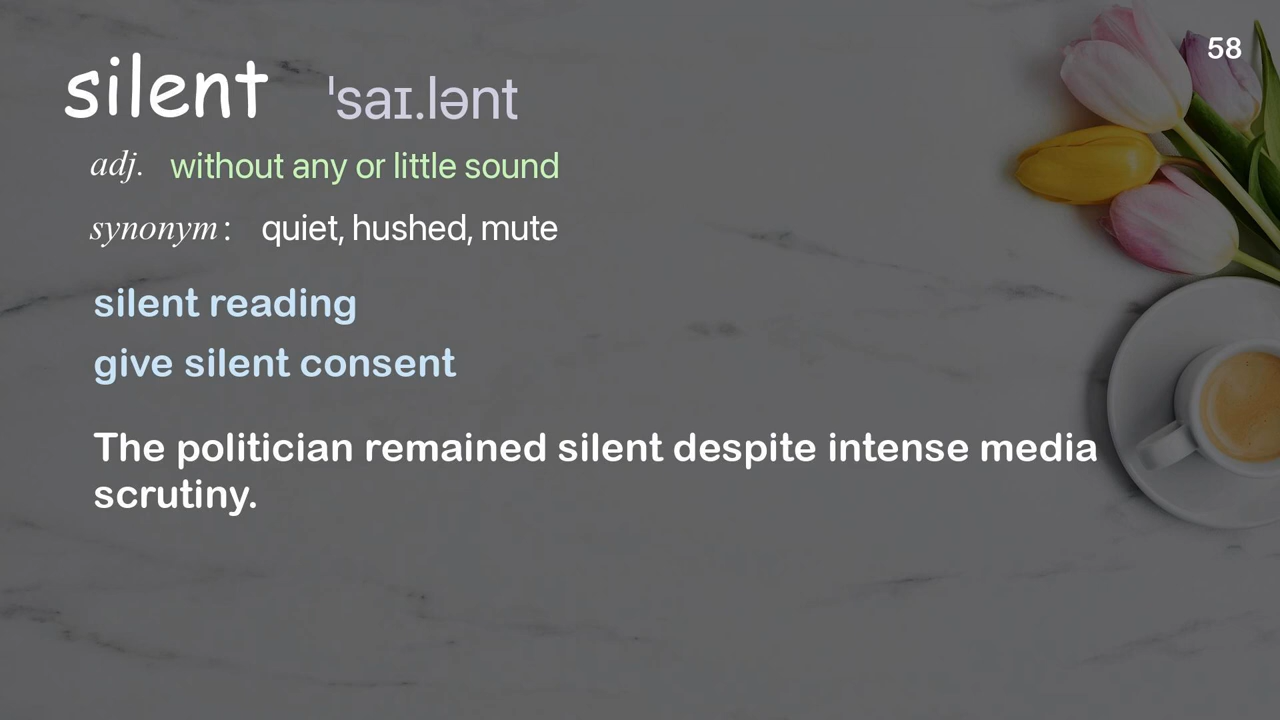 58
silent ˈsaɪ.lənt
adj. without any or little sound
synonym: quiet, hushed, mute
silent reading
give silent consent
The politician remained silent despite intense media
scrutiny.